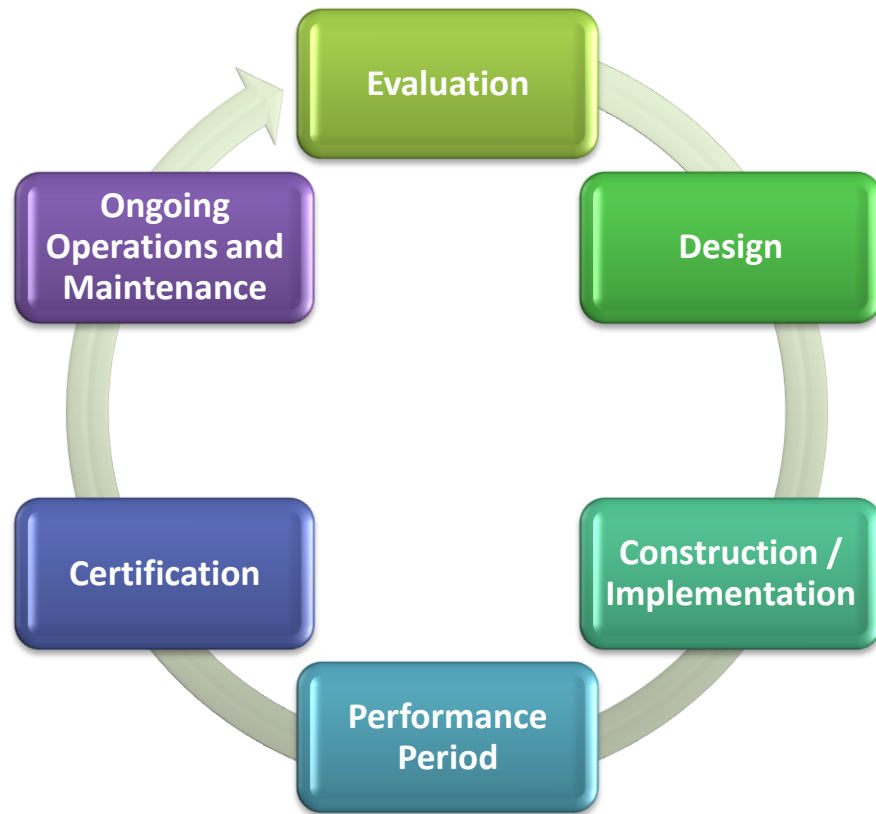 Evaluation
Design
Construction /
Implementation
Performance
Period
Certification
Ongoing
Operations and
Maintenance